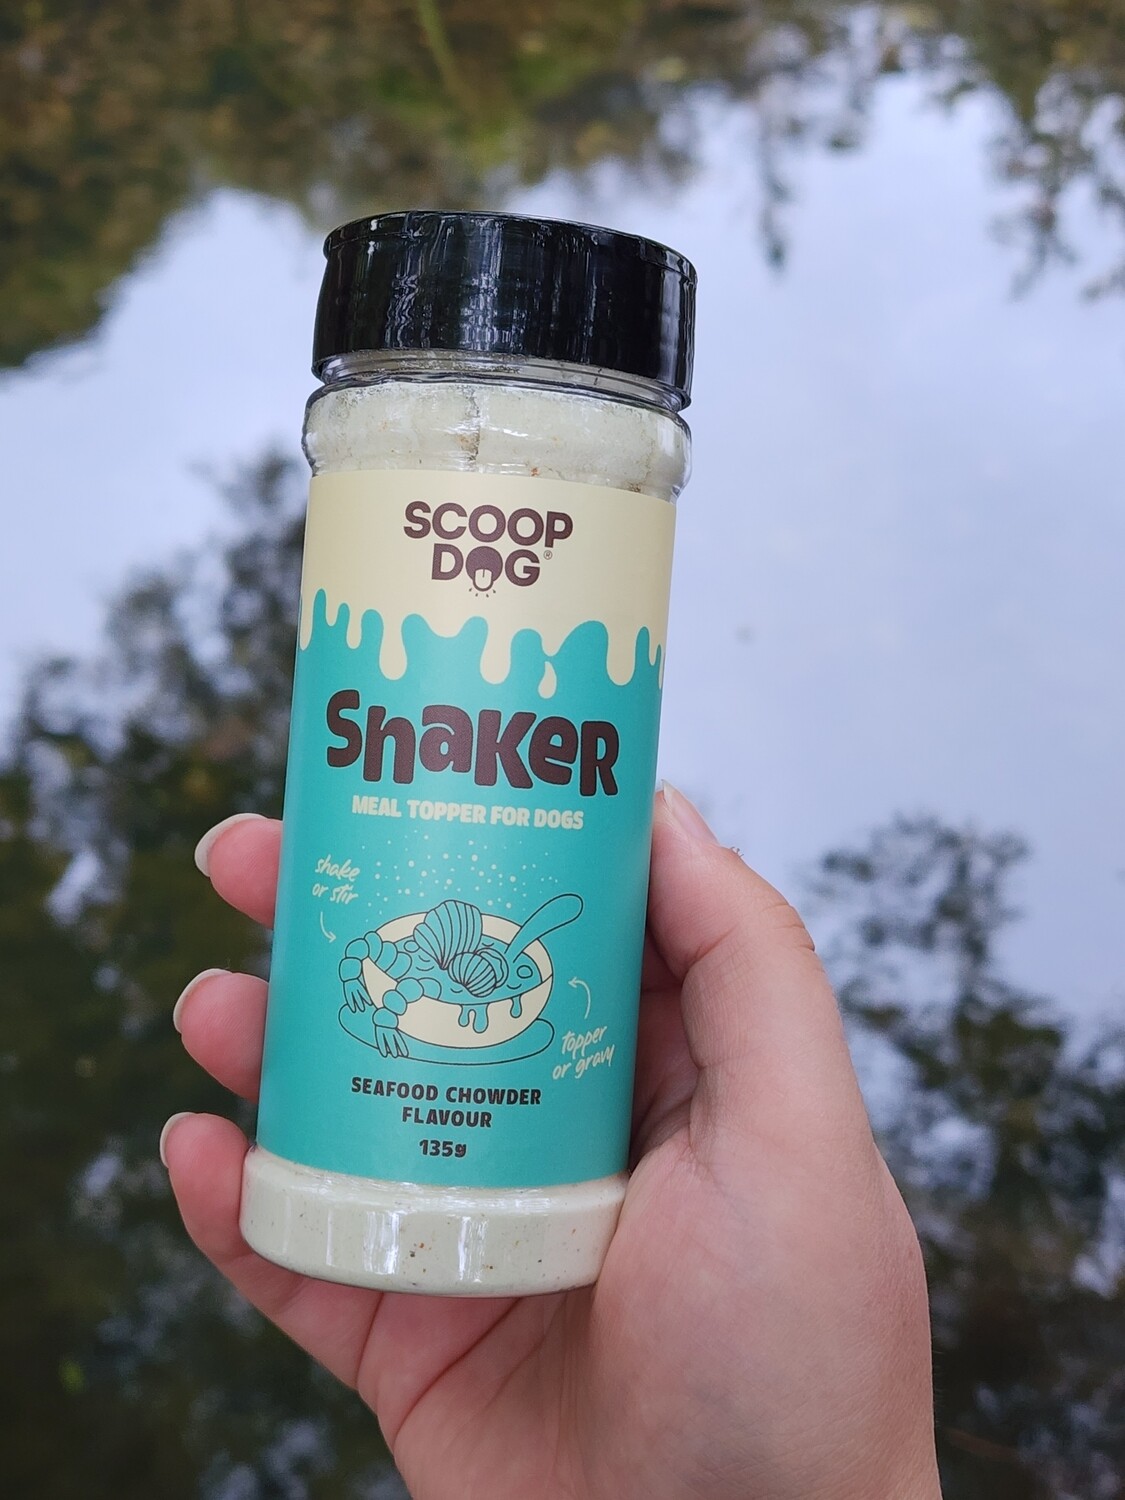 SCOOP
DOG®
SHaKeR
MEAL TOPPER FOR DOGS
shake
or stir
topper
or gravy
SEAFOOD CHOWDER
FLAVOUR
135g